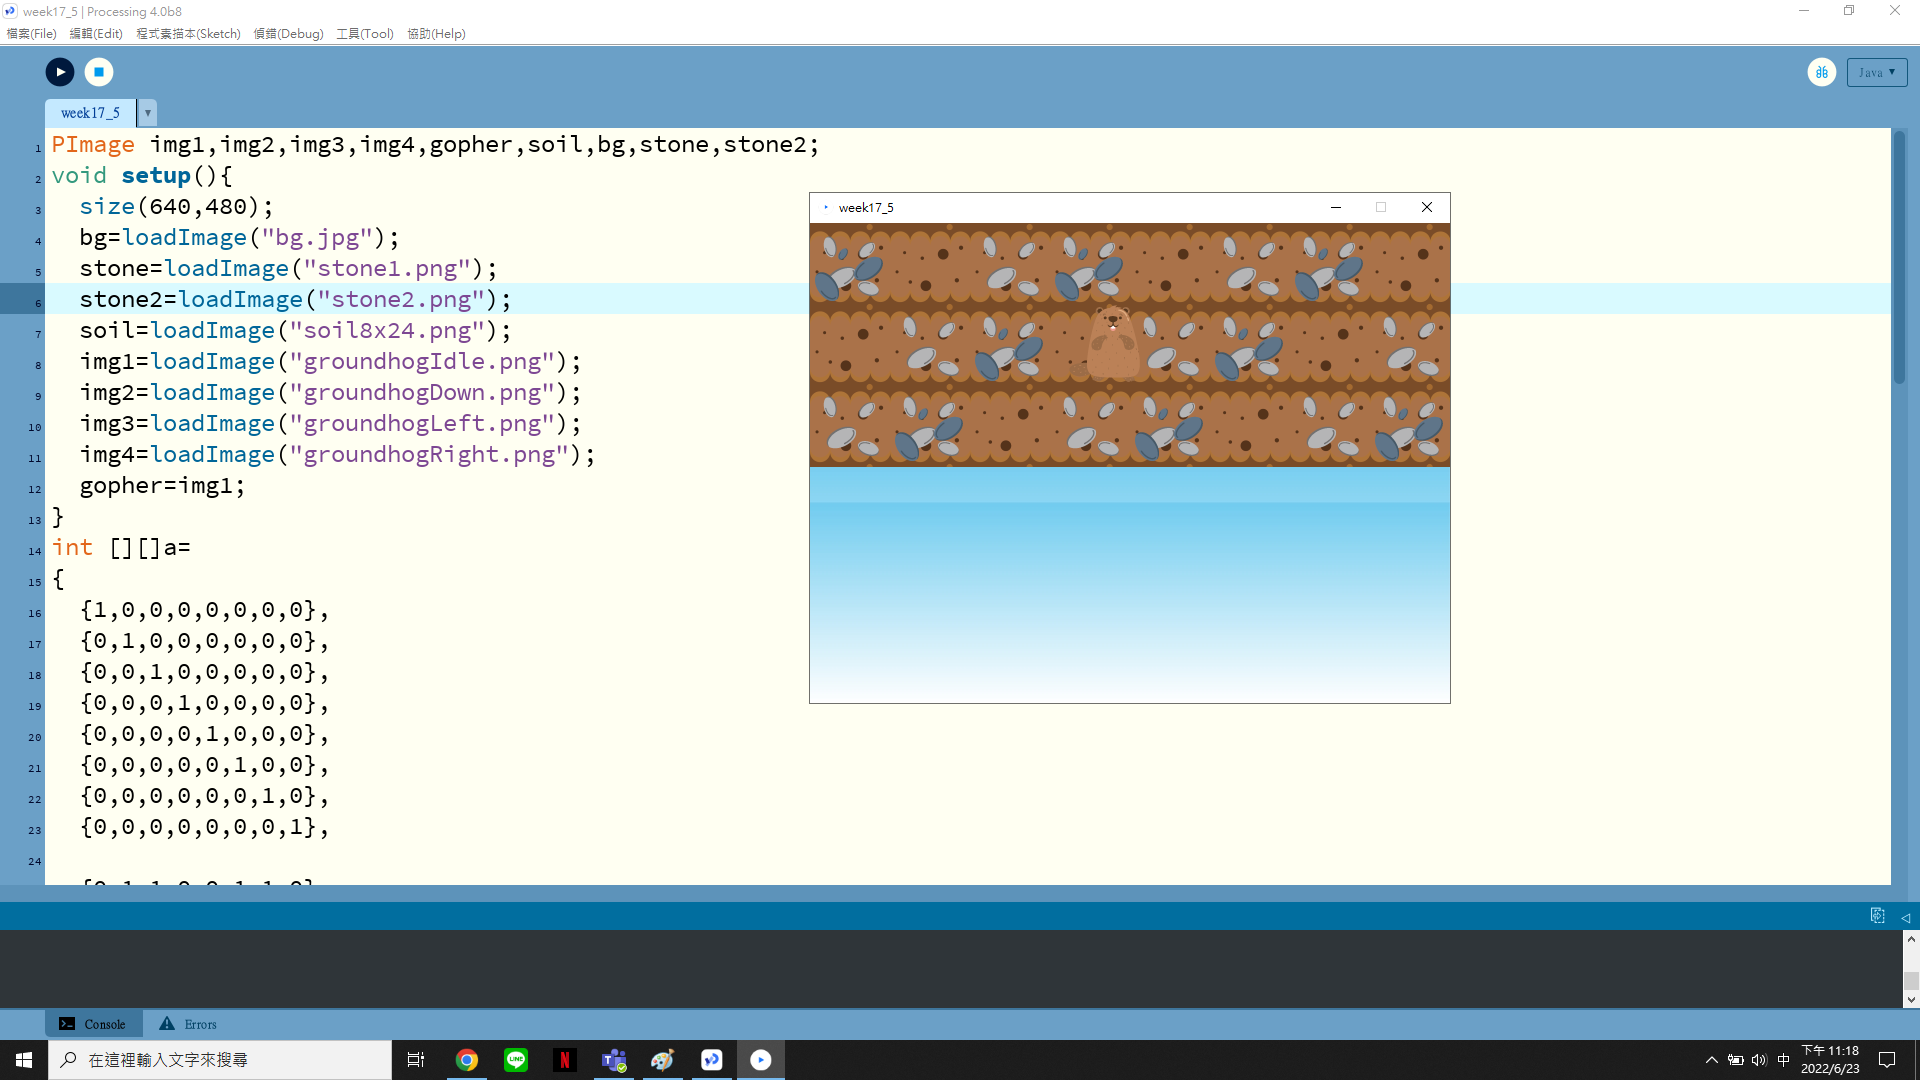 week17_5 | Processing 4.0b8
檔案(File) 編輯(Edit) 程式素描本(Sketch) 偵錯(Debug) 工具(Tool) 協助(Help)
Java ▼
week17_5 ▼
1 PImage img1,img2,img3,img4,gopher,soil,bg,stone,stone2;
2 void setup(){
3 size(640,480);
4 bg=loadImage("bg.jpg");
5 stone=loadImage("stone1.png");
6 stone2=loadImage("stone2.png");
7 soil=loadImage("soil8x24.png");
8 img1=loadImage("groundhogIdle.png");
9 img2=loadImage("groundhogDown.png");
10 img3=loadImage("groundhogLeft.png");
11 img4=loadImage("groundhogRight.png");
12 gopher=img1;
13 }
14 int [][]a=
15 {
16 {1,0,0,0,0,0,0,0},
17 {0,1,0,0,0,0,0,0},
18 {0,0,1,0,0,0,0,0},
19 {0,0,0,1,0,0,0,0},
20 {0,0,0,0,1,0,0,0},
21 {0,0,0,0,0,1,0,0},
22 {0,0,0,0,0,0,1,0},
23 {0,0,0,0,0,0,0,1},
24
week17_5
Console Errors
在這裡輸入文字來搜尋
中
下午 11:18
2022/6/23